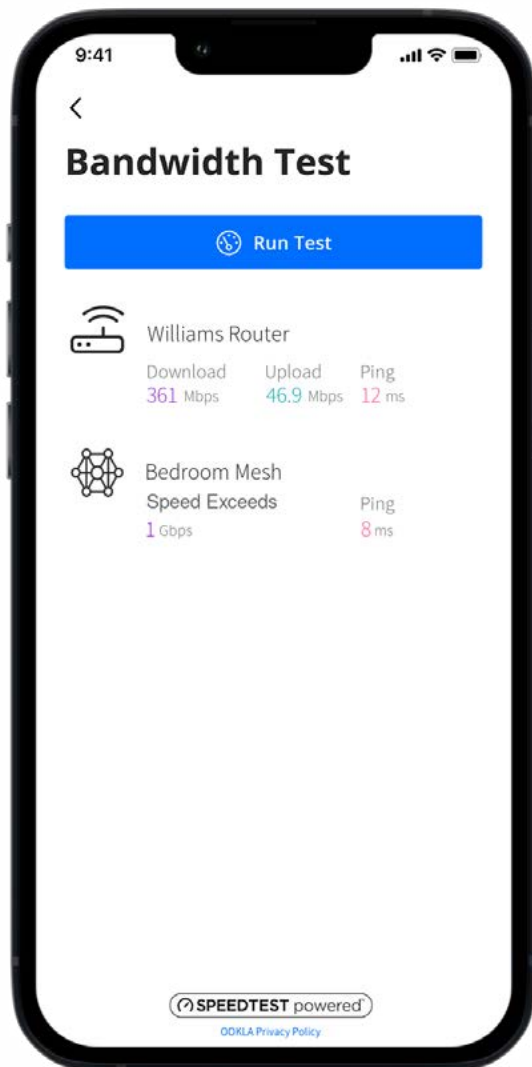 9:41
Bandwidth Test
Run Test
Williams Router
Download Upload Ping
361 Mbps 46.9 Mbps 12 ms
Bedroom Mesh
Speed Exceeds Ping
1 Gbps 8 ms
SPEEDTEST powered
OOKLA Privacy Policy